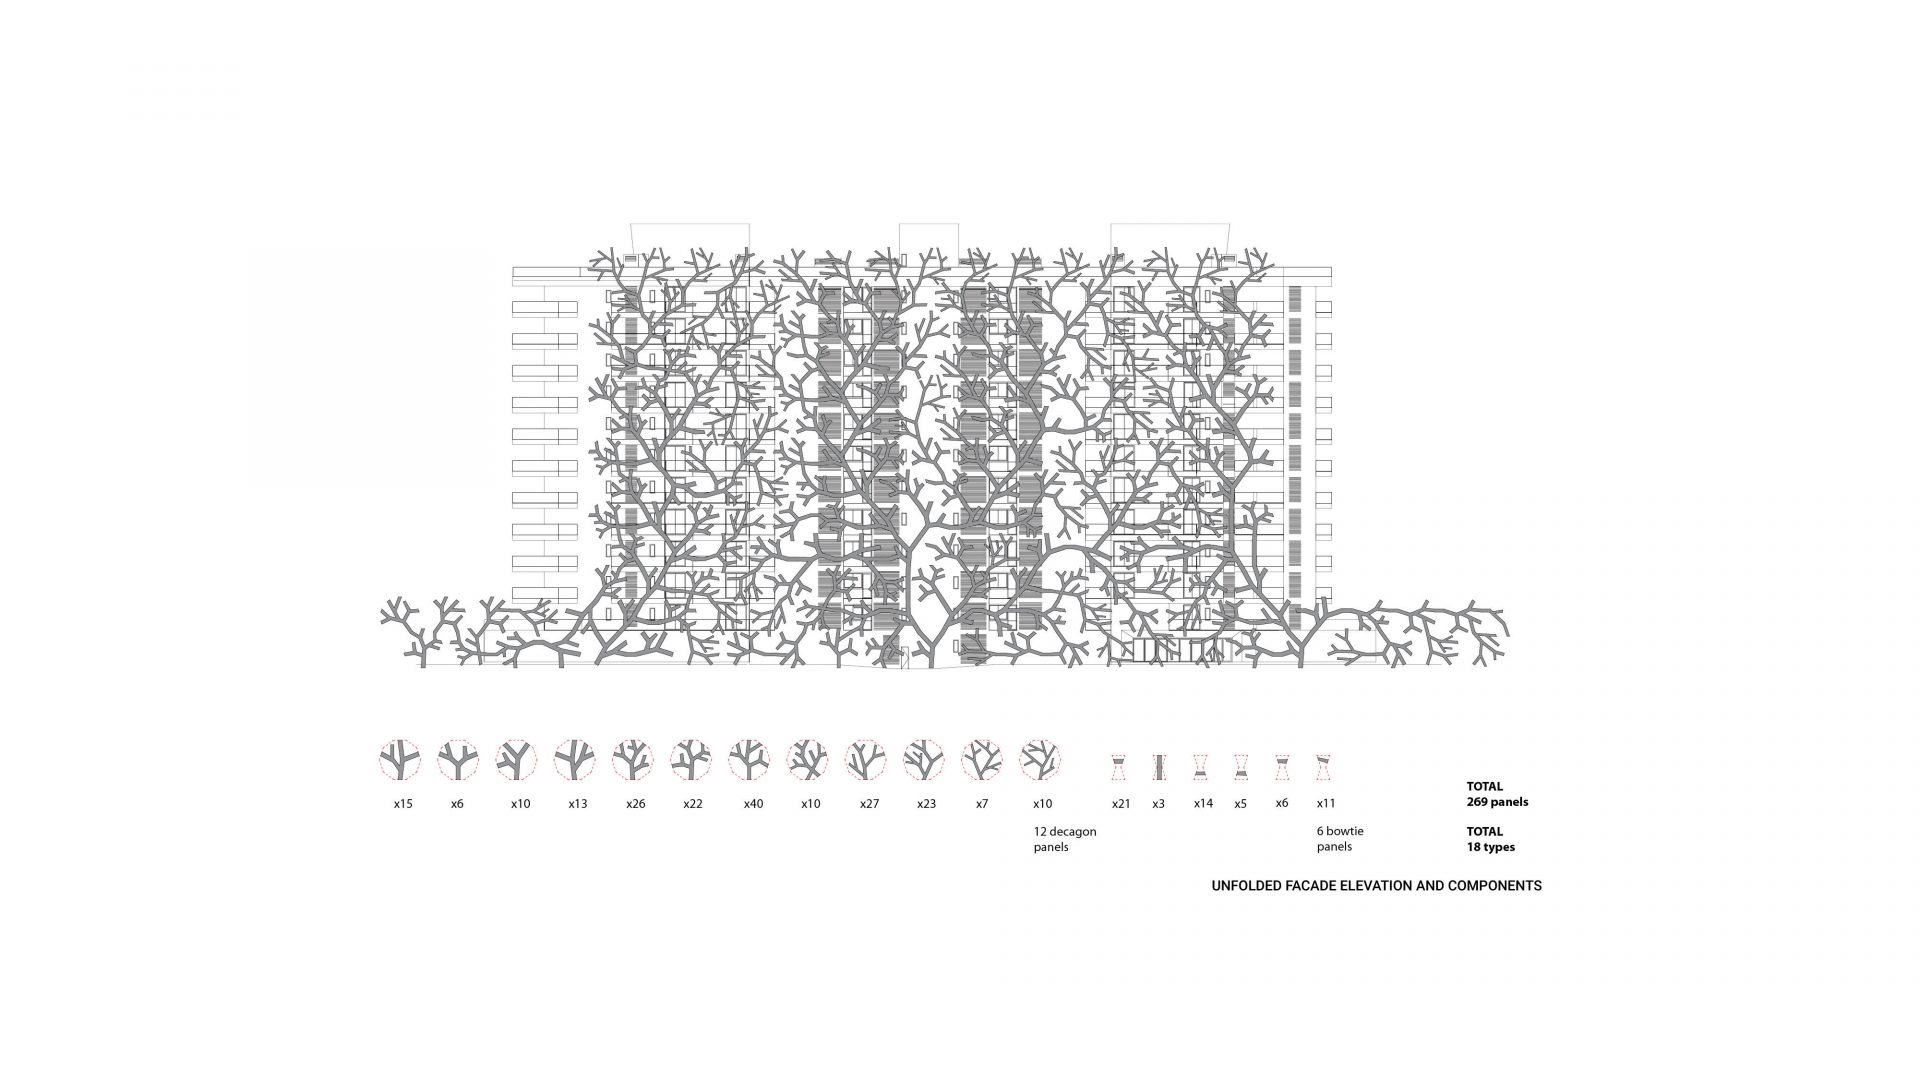 x15 x6 x10 x13 x26 x22 x40 x10 x27 x23 x7 x10 x21 x3 x14 x5 x6 x11
12 decagon
panels
6 bowtie
panels
TOTAL
269 panels
TOTAL
18 types
UNFOLDED FACADE ELEVATION AND COMPONENTS